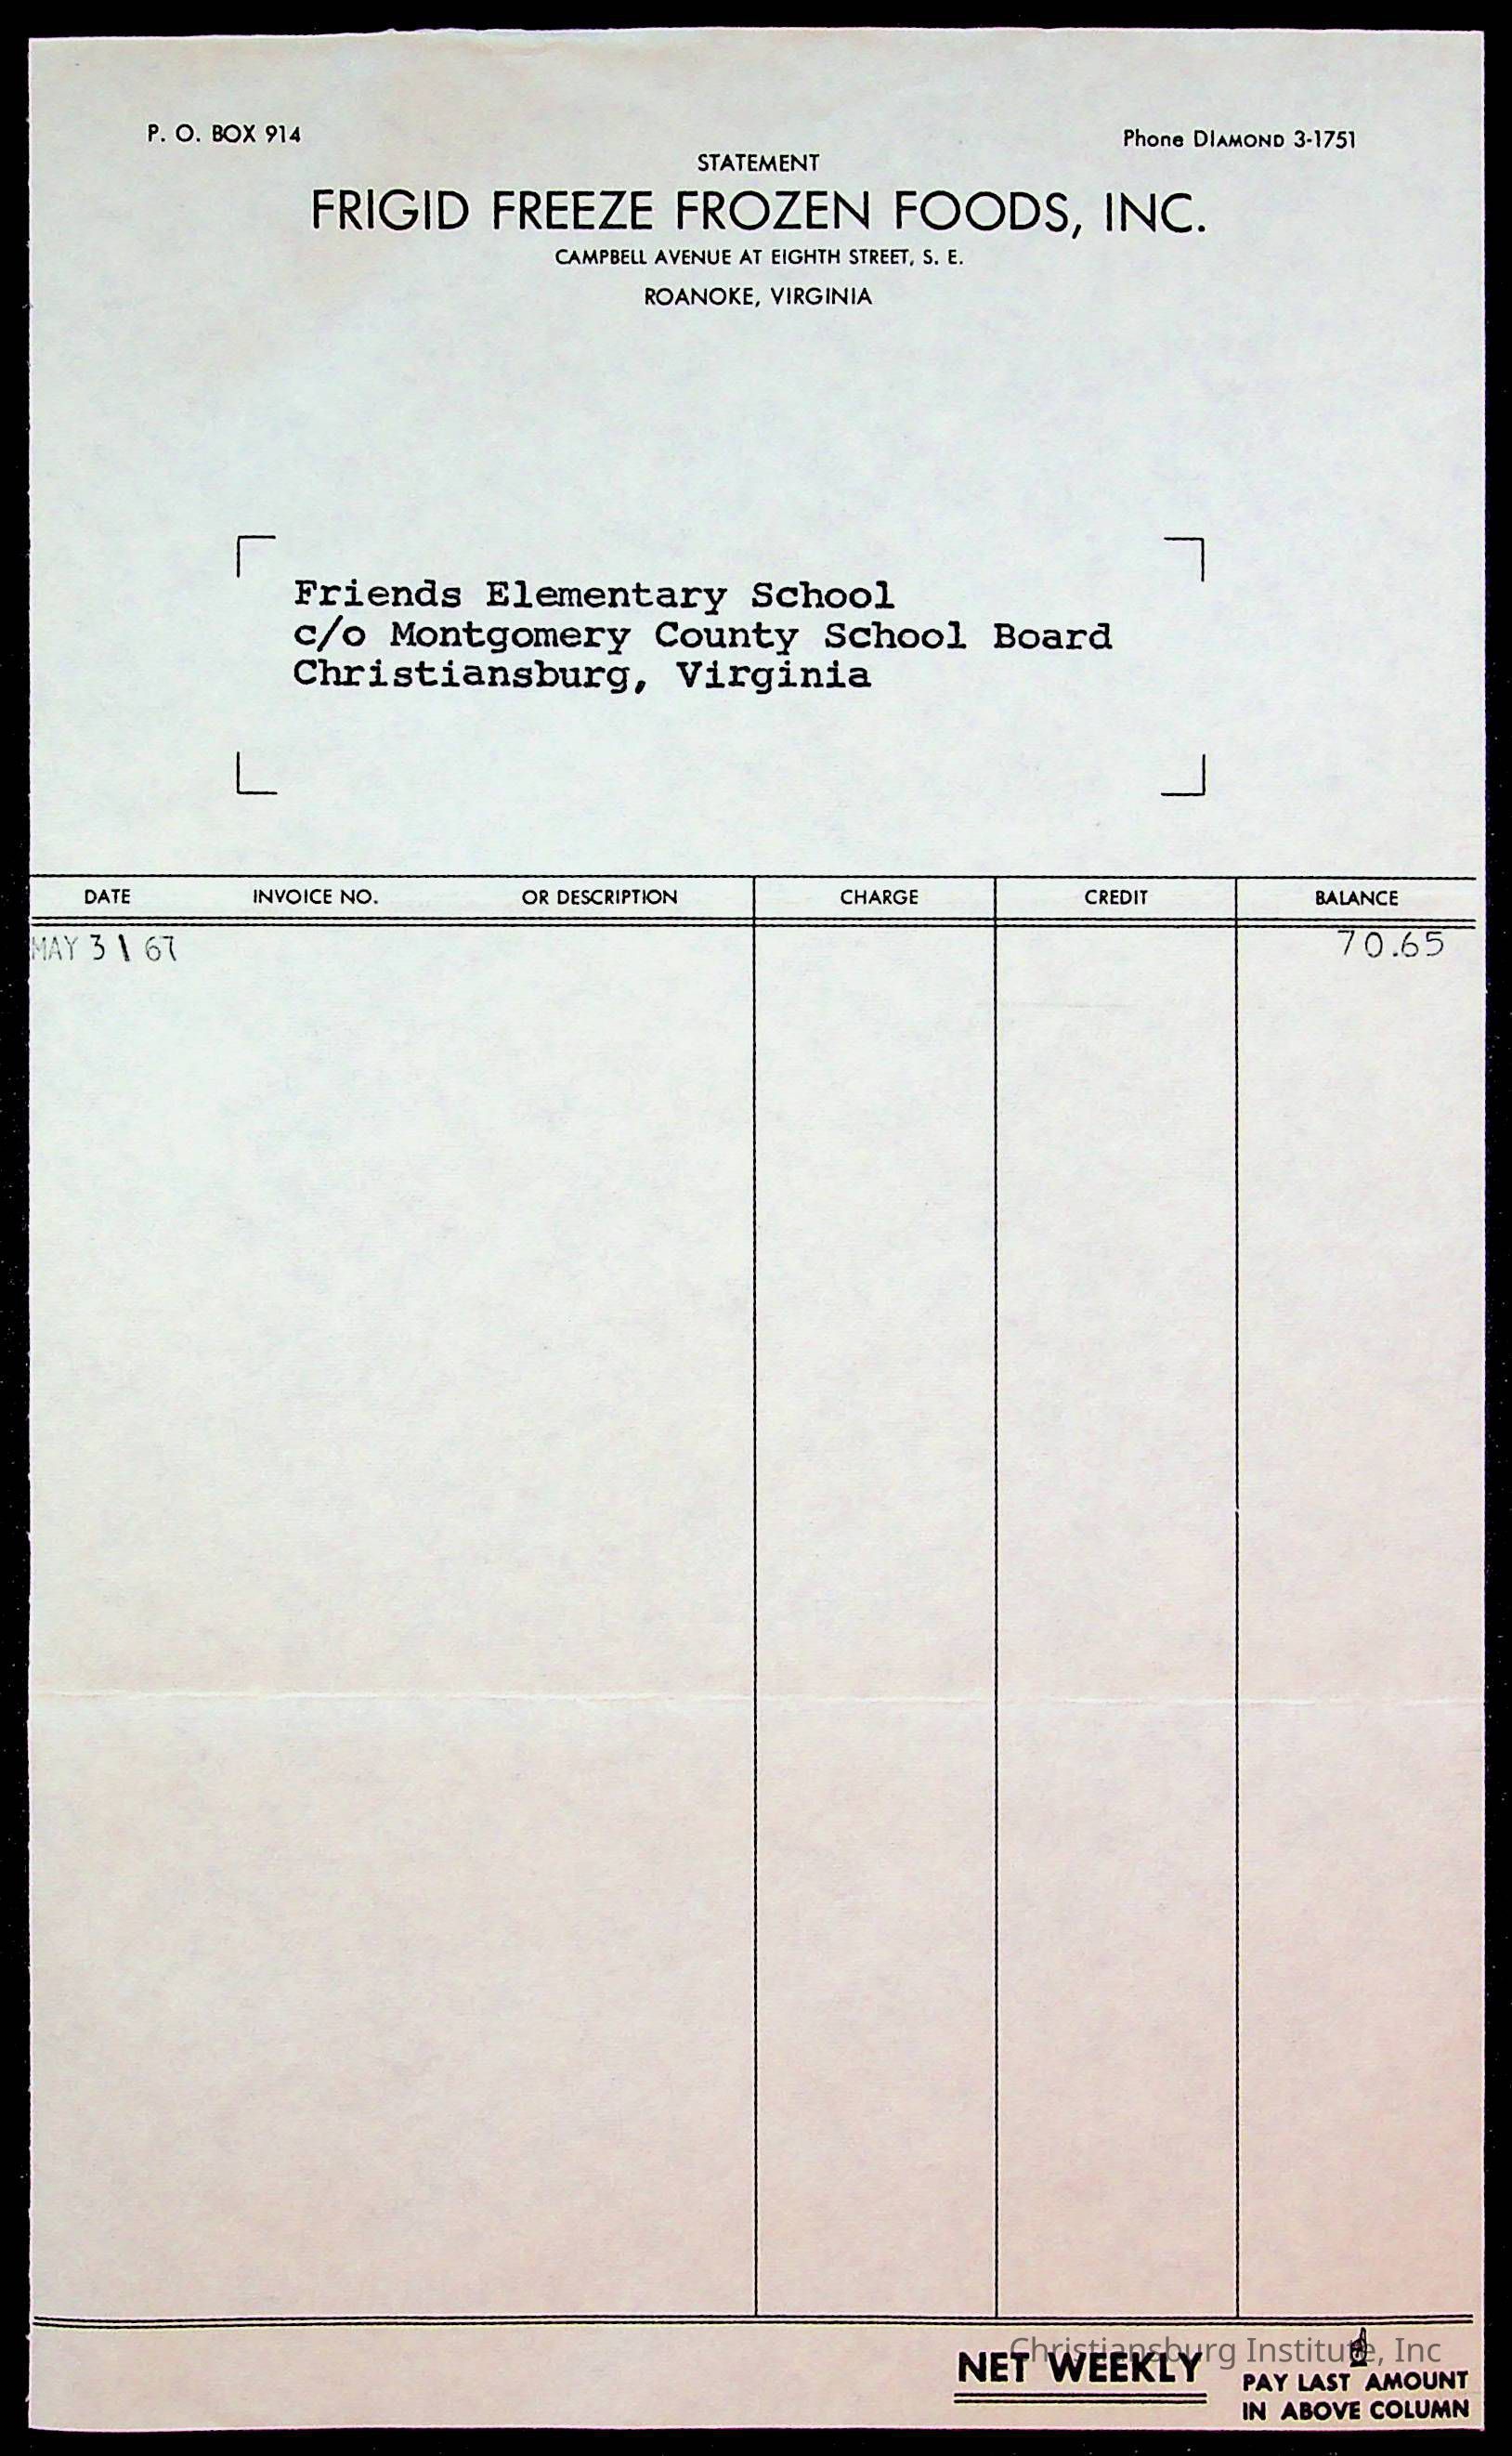 P. O. BOX 914
Phone DIAMOND 3-1751
STATEMENT
FRIGID FREEZE FROZEN FOODS, INC.
CAMPBELL AVENUE AT EIGHTH STREET, S. E.
ROANOKE, VIRGINIA
Friends Elementary School
c/o Montgomery County School Board
Christiansburg, Virginia
DATE INVOICE NO. OR DESCRIPTION CHARGE CREDIT BALANCE
MAY 31 67 70.65
Christiansburg Institute, Inc
NET WEEKLY
PAY LAST AMOUNT
IN ABOVE COLUMN